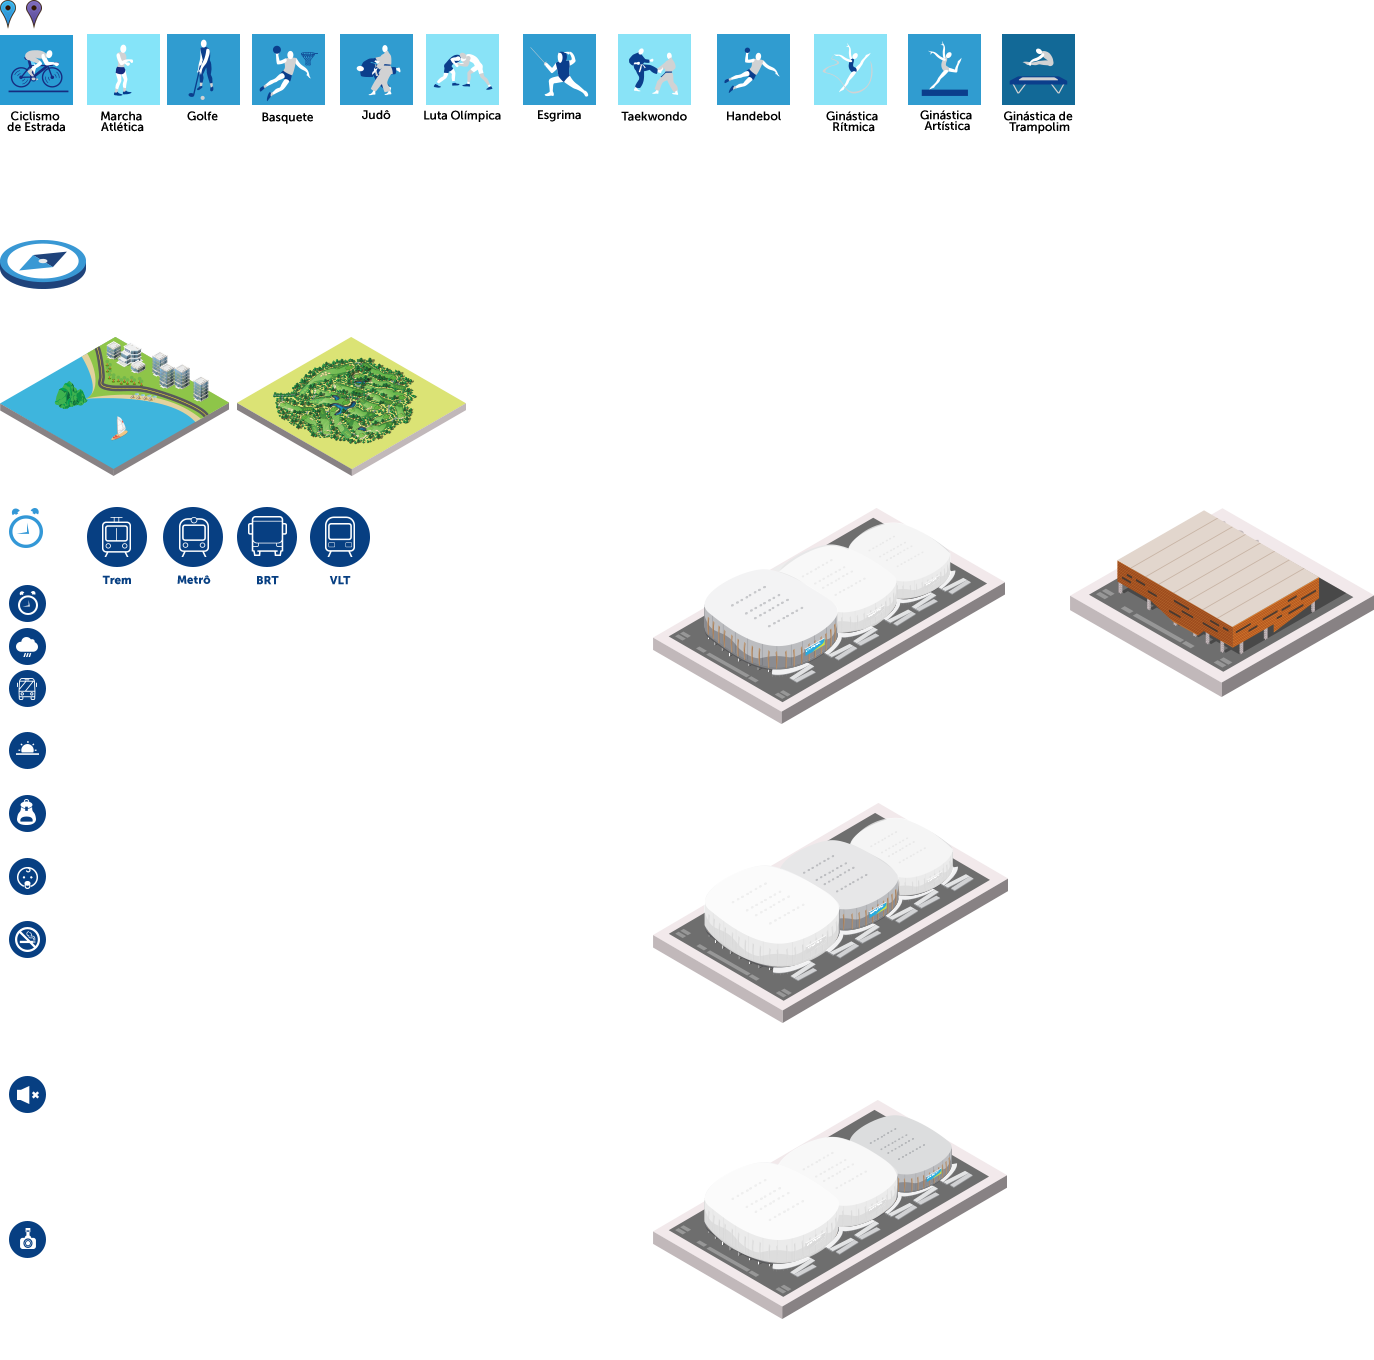 Ciclismo
de Estrada
Marcha
Atlética
Golfe
Basquete
Judô
Luta Olímpica
Esgrima
Taekwondo
Handebol
Ginástica
Rítmica
Ginástica
Artística
Ginástica de
Trampolim
Trem
Metrô
BRT
VLT